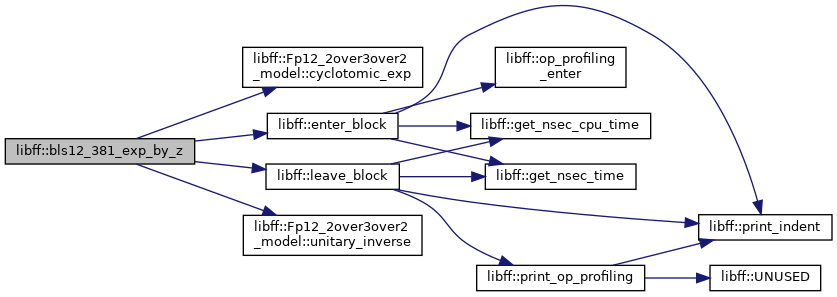 libff::bls12_381_exp_by_z
libff::Fp12_2over3over2
_model::cyclotomic_exp
libff::enter_block
libff::leave_block
libff::Fp12_2over3over2
_model::unitary_inverse
libff::op_profiling
_enter
libff::get_nsec_cpu_time
libff::get_nsec_time
libff::print_op_profiling
libff::print_indent
libff::UNUSED